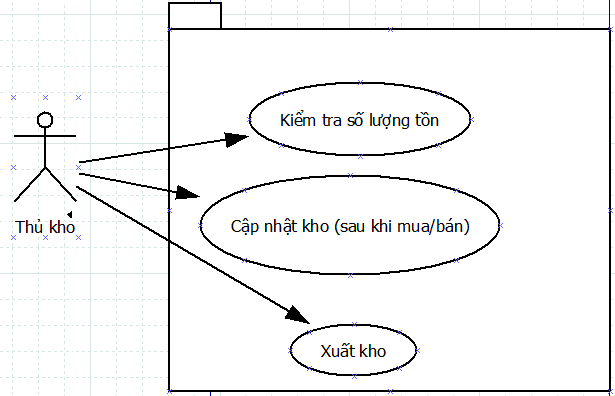 Kiểm tra số lượng tồn
Thủ kho
Cập nhật kho (sau khi mua/bán)
Xuất kho